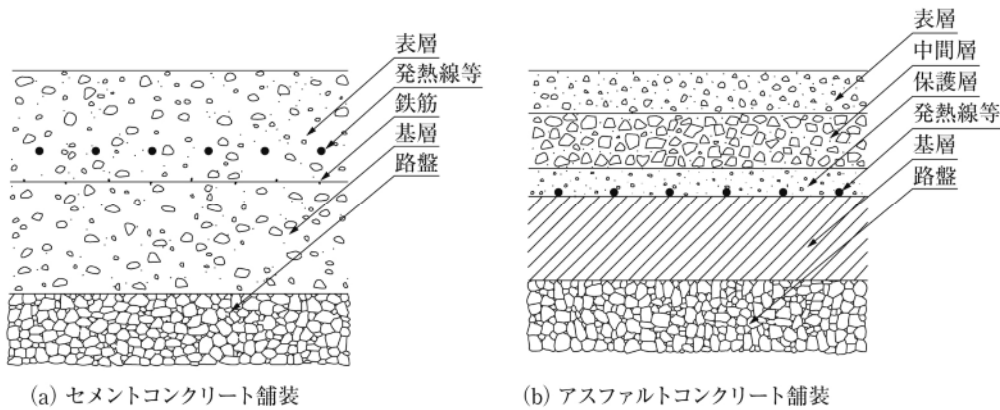 表層
発熱線等
鉄筋
基層
路盤
(a) セメントコンクリート舗装
表層
中間層
保護層
発熱線等
基層
路盤
(b) アスファルトコンクリート舗装